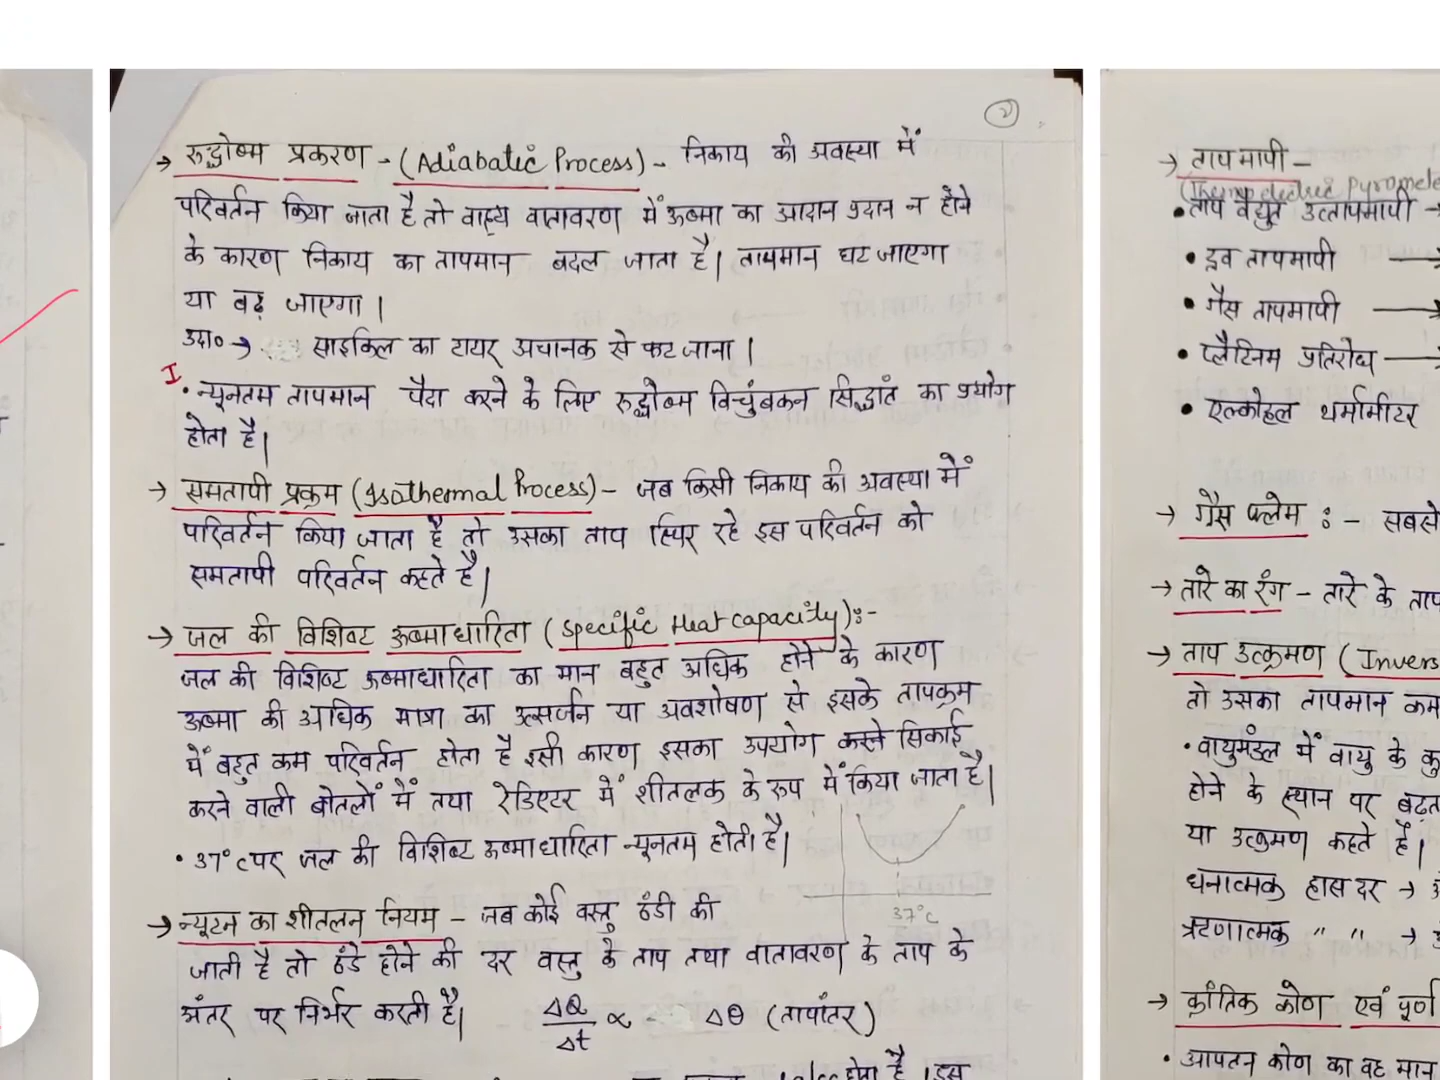 ②
→ रुद्धोष्म प्रकरण - (Adiabatic Process) - निकाय की अवस्था में
परिवर्तन किया जाता है तो वाह्य वातावरण में ऊष्मा का आदान प्रदान न होने
के कारण निकाय का तापमान बदल जाता है। तापमान घट जाएगा
या बढ़ जाएगा।
उदा० → साइकिल का टायर अचानक से फट जाना।
I
• न्यूनतम तापमान पैदा करने के लिए रुद्धोष्म विचुंबकन सिद्धांत का प्रयोग
होता है।
→ समतापी प्रक्रम (Isothermal Process) - जब किसी निकाय की अवस्था में
परिवर्तन किया जाता है तो उसका ताप स्थिर रहे इस परिवर्तन को
समतापी परिवर्तन कहते है।
→ जल की विशिष्ट ऊष्माधारिता (Specific Heat capacity):-
जल की विशिष्ट ऊष्माधारिता का मान बहुत अधिक होने के कारण
ऊष्मा की अधिक मात्रा का उत्सर्जन या अवशोषण से इसके तापक्रम
में बहुत कम परिवर्तन होता है इसी कारण इसका उपयोग करने सिकाई
करने वाली बोतलों में तथा रेडिएटर में शीतलक के रूप में किया जाता है।
• 37°c पर जल की विशिष्ट ऊष्माधारिता न्यूनतम होती है।
37°c
→ न्यूटन का शीतलन नियम - जब कोई वस्तु ठंडी की
जाती है तो ठंडे होने की दर वस्तु के ताप तथा वातावरण के ताप के
अंतर पर निर्भर करती है। ΔQ/Δt ∝ Δθ (तापांतर)
होता है । इस
→ तापमापी -
(Thermo electric pyromete
• ताप वैद्युत उत्तापमापी →
• द्रव तापमापी →
• गैस तापमापी →
• प्लैटिनम प्रतिरोध →
• एल्कोहल थर्मामीटर
→ गैस फ्लेम :- सबसे
→ तारे का रंग - तारे के ताप
→ ताप उत्क्रमण (Invers
तो उसका तापमान कम
• वायुमंडल में वायु के कु
होने के स्थान पर बढ़त
या उत्क्रमण कहते है।
धनात्मक ह्रास दर →
ऋणात्मक " " →
→ क्रांतिक कोण एवं पूर्ण
• आपतन कोण का वह मान